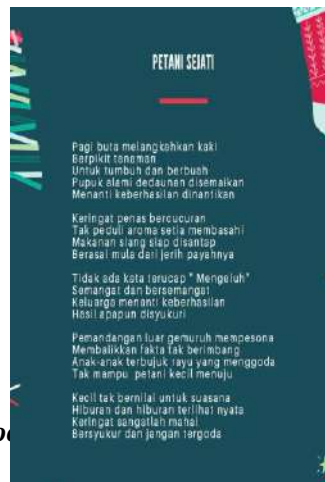 PETANI SEJATI
Pagi buta melangkahkan kaki
Berpikit tanaman
Untuk tumbuh dan berbuah
Pupuk alami dedaunan disemaikan
Menanti keberhasilan dinantikan
Keringat penas bercucuran
Tak peduli aroma setia membasahi
Makanan siang siap disantap
Berasal mula dari jerih payahnya
Tidak ada kata terucap " Mengeluh"
Semangat dan bersemangat
Keluarga menanti keberhasilan
Hasil apapun disyukuri
Pemandangan luar gemuruh mempesona
Membalikkan fakta tak berimbang
Anak-anak terbujuk rayu yang menggoda
Tak mampu petani kecil menuju
Kecil tak bernilai untuk suasana
Hiburan dan hiburan terlihat nyata
Keringat sangatlah mahal
Bersyukur dan jangan tergoda